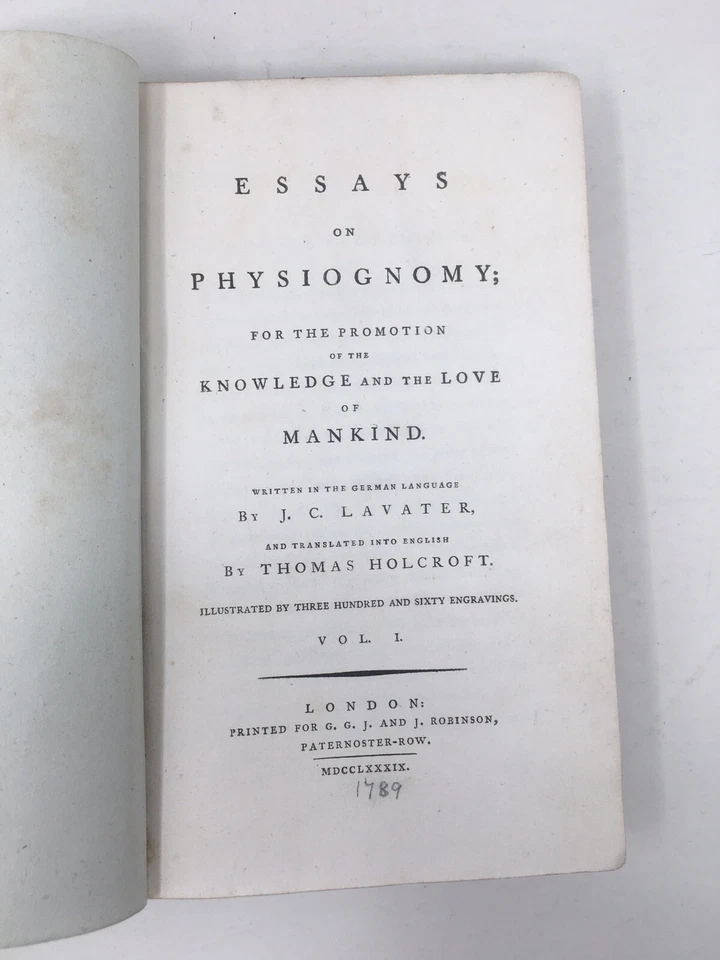 ESSAYS
ON
PHYSIOGNOMY;
FOR THE PROMOTION
OF THE
KNOWLEDGE AND THE LOVE
OF
MANKIND.
WRITTEN IN THE GERMAN LANGUAGE
BY J. C. LAVATER,
AND TRANSLATED INTO ENGLISH
BY THOMAS HOLCROFT.
ILLUSTRATED BY THREE HUNDRED AND SIXTY ENGRAVINGS.
VOL. I.
LONDON:
PRINTED FOR G. G. J. AND J. ROBINSON,
PATERNOSTER-ROW.
MDCCLXXXIX.
1789